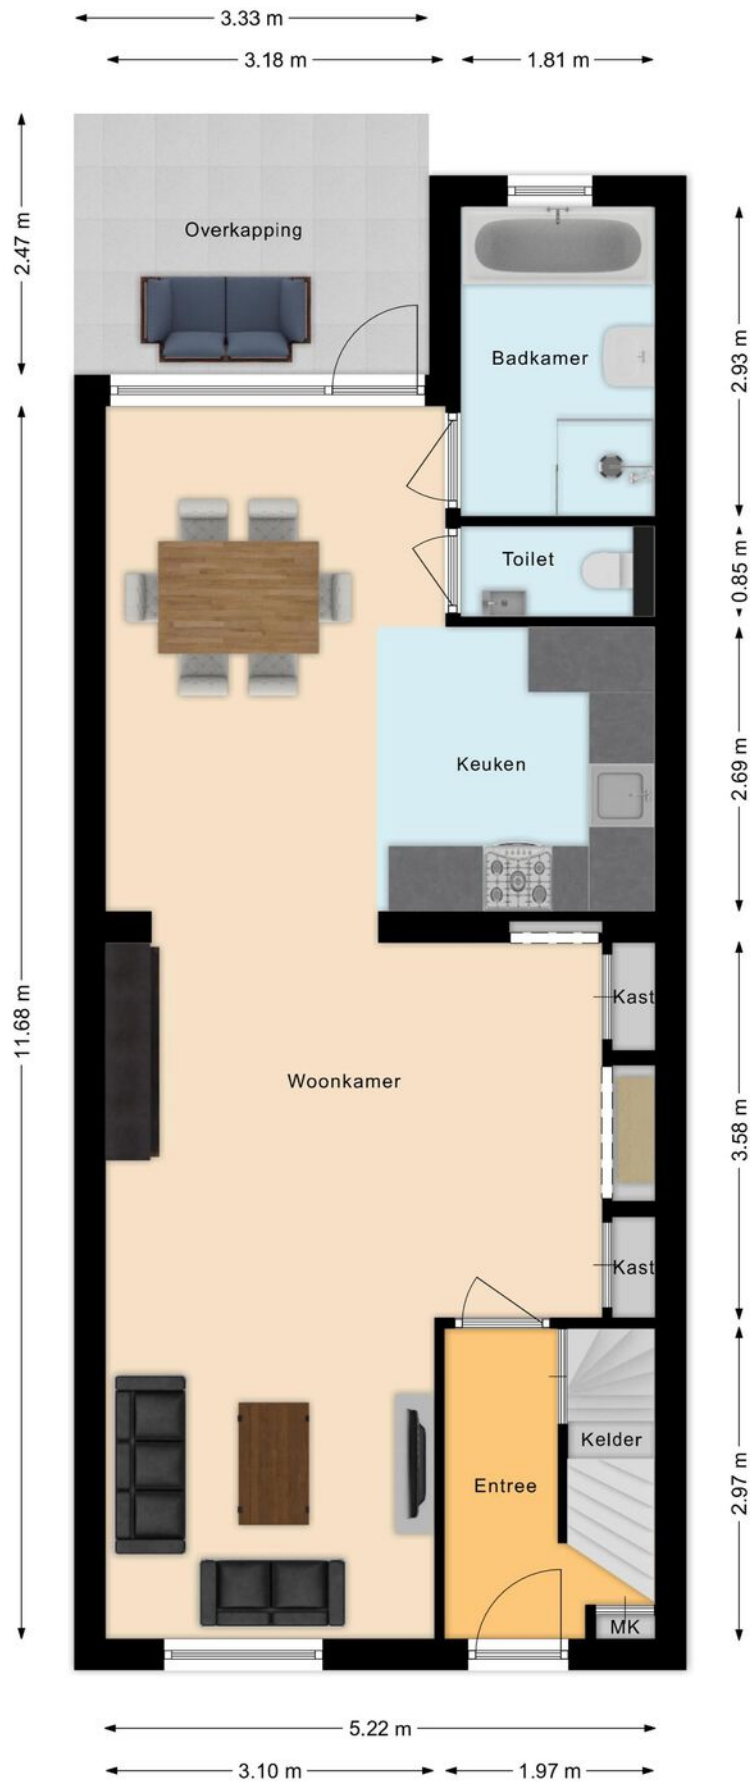 3.33 m
3.18 m
1.81 m
2.47 m
Overkapping
2.93 m
Badkamer
Toilet
0.85 m
Keuken
2.69 m
11.68 m
Kast
Woonkamer
3.58 m
Kast
Kelder
Entree
2.97 m
MK
5.22 m
3.10 m
1.97 m